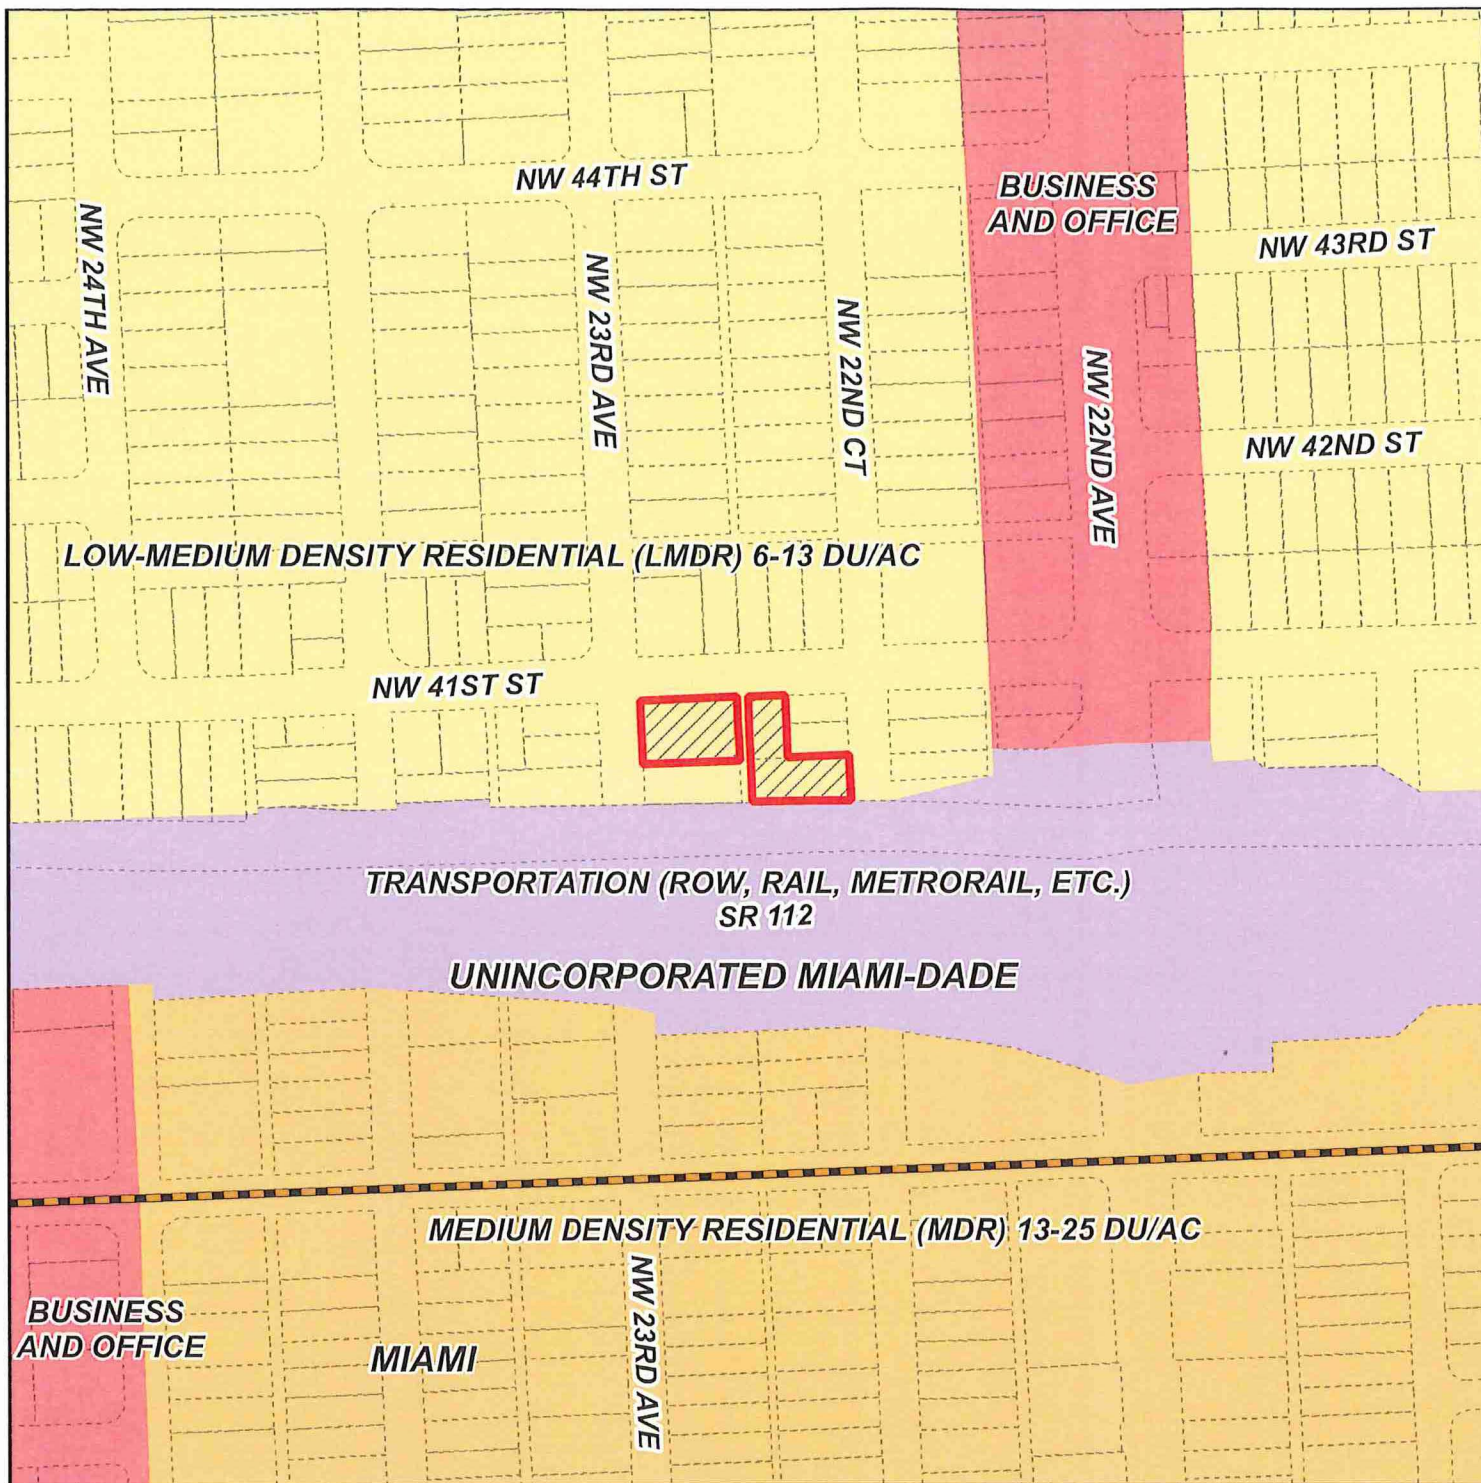 NW 44TH ST
BUSINESS
AND OFFICE
NW 43RD ST
NW 24TH AVE
NW 23RD AVE
NW 22ND CT
NW 22ND AVE
NW 42ND ST
LOW-MEDIUM DENSITY RESIDENTIAL (LMDR) 6-13 DU/AC
NW 41ST ST
TRANSPORTATION (ROW, RAIL, METRORAIL, ETC.)
SR 112
UNINCORPORATED MIAMI-DADE
MEDIUM DENSITY RESIDENTIAL (MDR) 13-25 DU/AC
BUSINESS
AND OFFICE
MIAMI
NW 23RD AVE